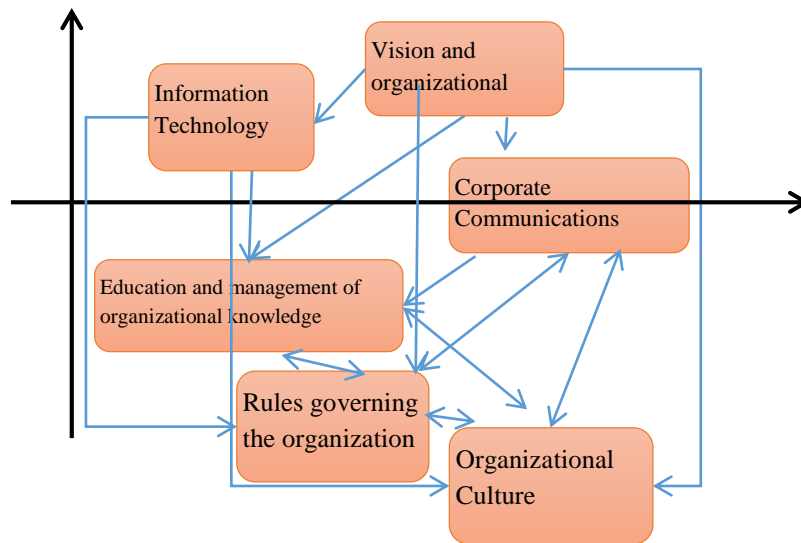 Vision and
organizational
Information
Technology
Corporate
Communications
Education and management of
organizational knowledge
Rules governing
the organization
Organizational
Culture